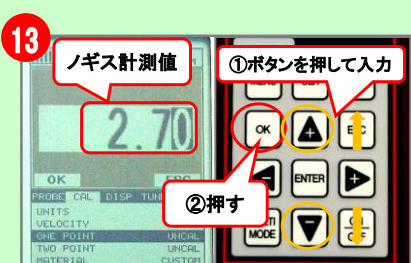 13
ノギス計測値
①ボタンを押して入力
2.70
OK
ESC
PROBE CAL DISP TUN
UNITS
VELOCITY
ONE POINT UNCAL
TWO POINT UNCAL
MATERIAL CUSTOM
OK
ESC
ENTER
②押す
MODE